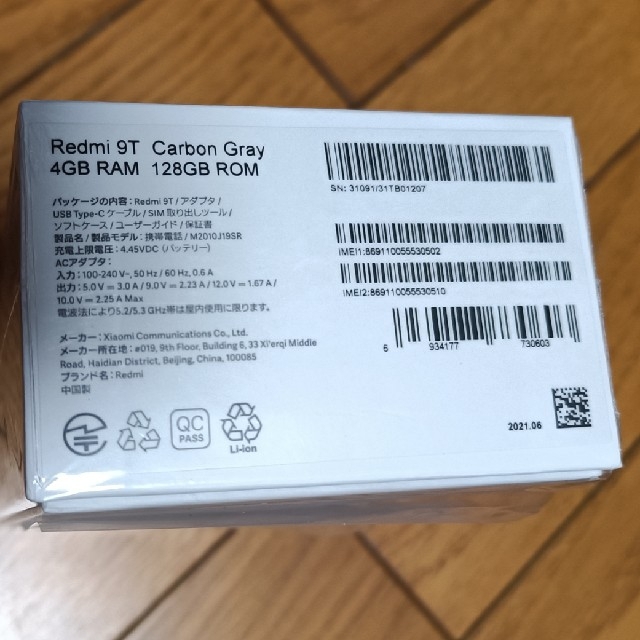 Redmi 9T Carbon Gray
4GB RAM 128GB ROM
パッケージの内容: Redmi 9T / アダプタ /
USB Type-C ケーブル / SIM 取り出しツール /
ソフトケース / ユーザーガイド / 保証書
製品名 / 製品モデル : 携帯電話 / M2010J19SR
充電上限電圧 : 4.45VDC (バッテリー)
ACアダプタ :
入力 : 100-240V~, 50 Hz / 60 Hz, 0.6 A
出力 : 5.0V = 3.0 A / 9.0V = 2.23 A / 12.0V = 1.67 A /
10.0V = 2.25 A Max
電波法により5.2/5.3 GHz帯は屋内使用に限ります。
メーカー : Xiaomi Communications Co., Ltd.
メーカー所在地 : #019, 9th Floor, Building 6, 33 Xi'erqi Middle
Road, Haidian District, Beijing, China, 100085
ブランド名 : Redmi
中国製
QC
PASS
Li-ion
SN: 31091/31TB01207
IMEI1:869110055530502
IMEI2:869110055530510
6 934177 730603
2021.06